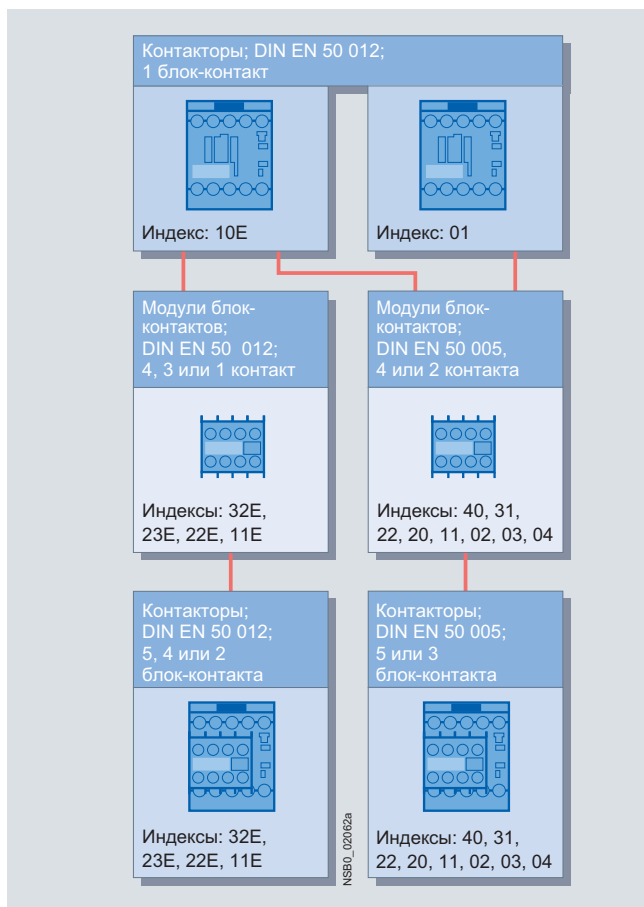 Контакторы; DIN EN 50 012;
1 блок-контакт
Индекс: 10E
Индекс: 01
Модули блок-
контактов;
DIN EN 50 012;
4, 3 или 1 контакт
Модули блок-
контактов;
DIN EN 50 005,
4 или 2 контакта
Индексы: 32E,
23E, 22E, 11E
Индексы: 40, 31,
22, 20, 11, 02, 03, 04
Контакторы;
DIN EN 50 012;
5, 4 или 2
блок-контакта
Контакторы;
DIN EN 50 005;
5 или 3
блок-контакта
Индексы: 32E,
23E, 22E, 11E
Индексы: 40, 31,
22, 20, 11, 02, 03, 04
NSB0_02062a